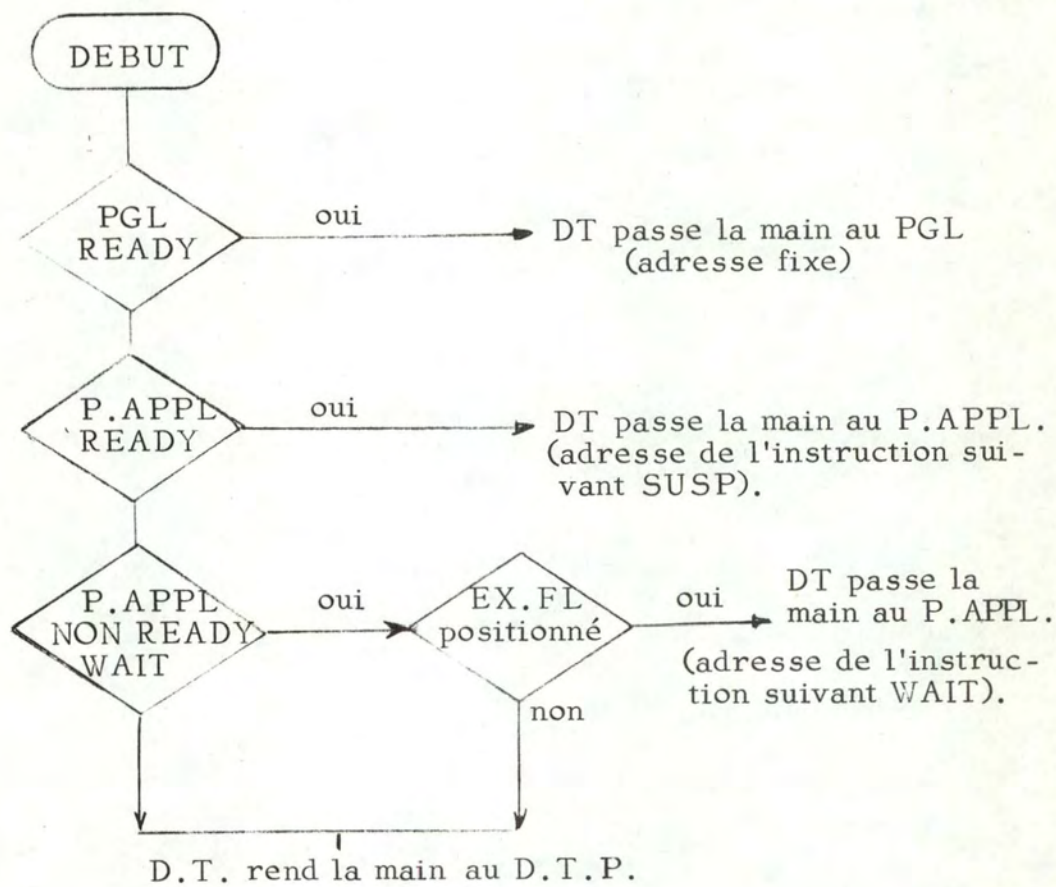 DEBUT
PGL
READY
oui
DT passe la main au PGL
(adresse fixe)
P.APPL
READY
oui
DT passe la main au P.APPL.
(adresse de l'instruction sui-
vant SUSP).
P.APPL
NON READY
WAIT
oui
EX.FL
positionné
oui
DT passe la
main au P.APPL.
(adresse de l'instruc-
tion suivant WAIT).
non
D.T. rend la main au D.T.P.